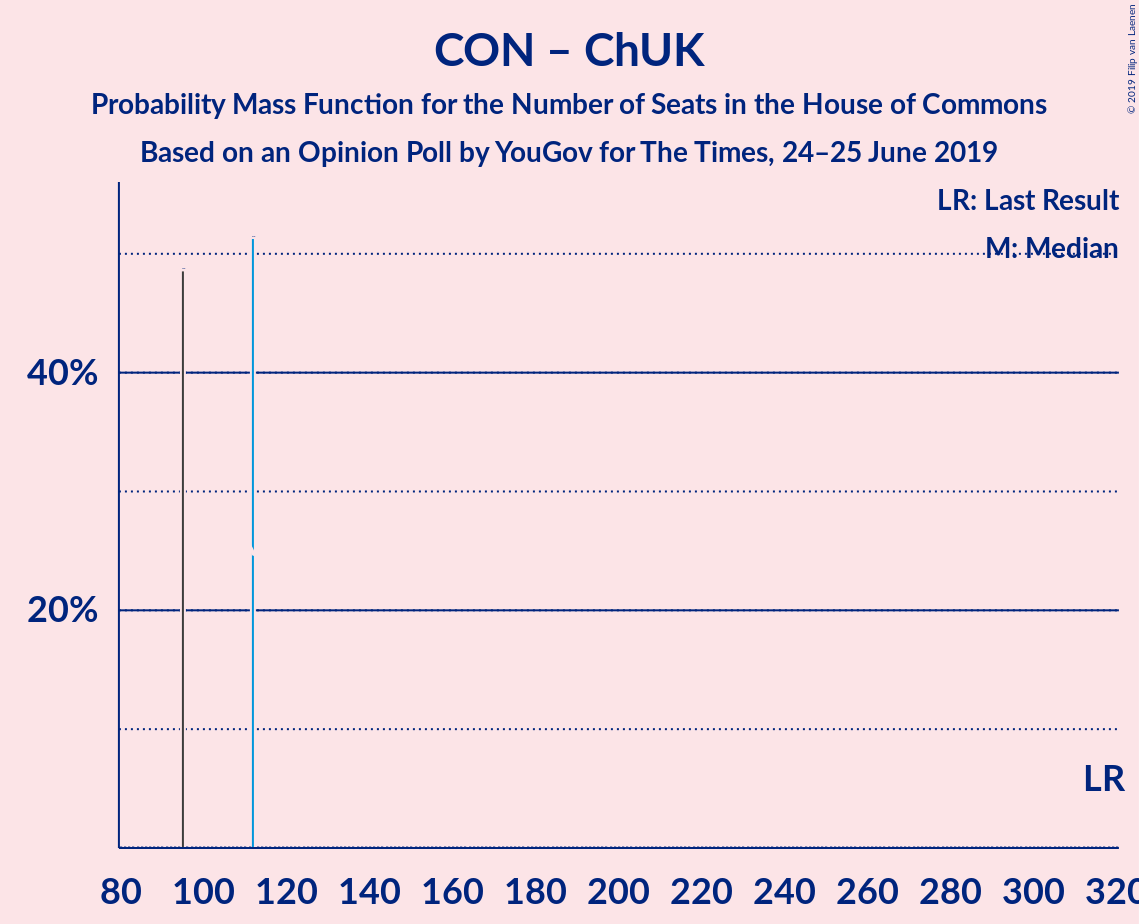 CON – ChUK
Probability Mass Function for the Number of Seats in the House of Commons
Based on an Opinion Poll by YouGov for The Times, 24–25 June 2019
© 2019 Filip van Laenen
LR: Last Result
M: Median
40%
20%
LR
80 100 120 140 160 180 200 220 240 260 280 300 320